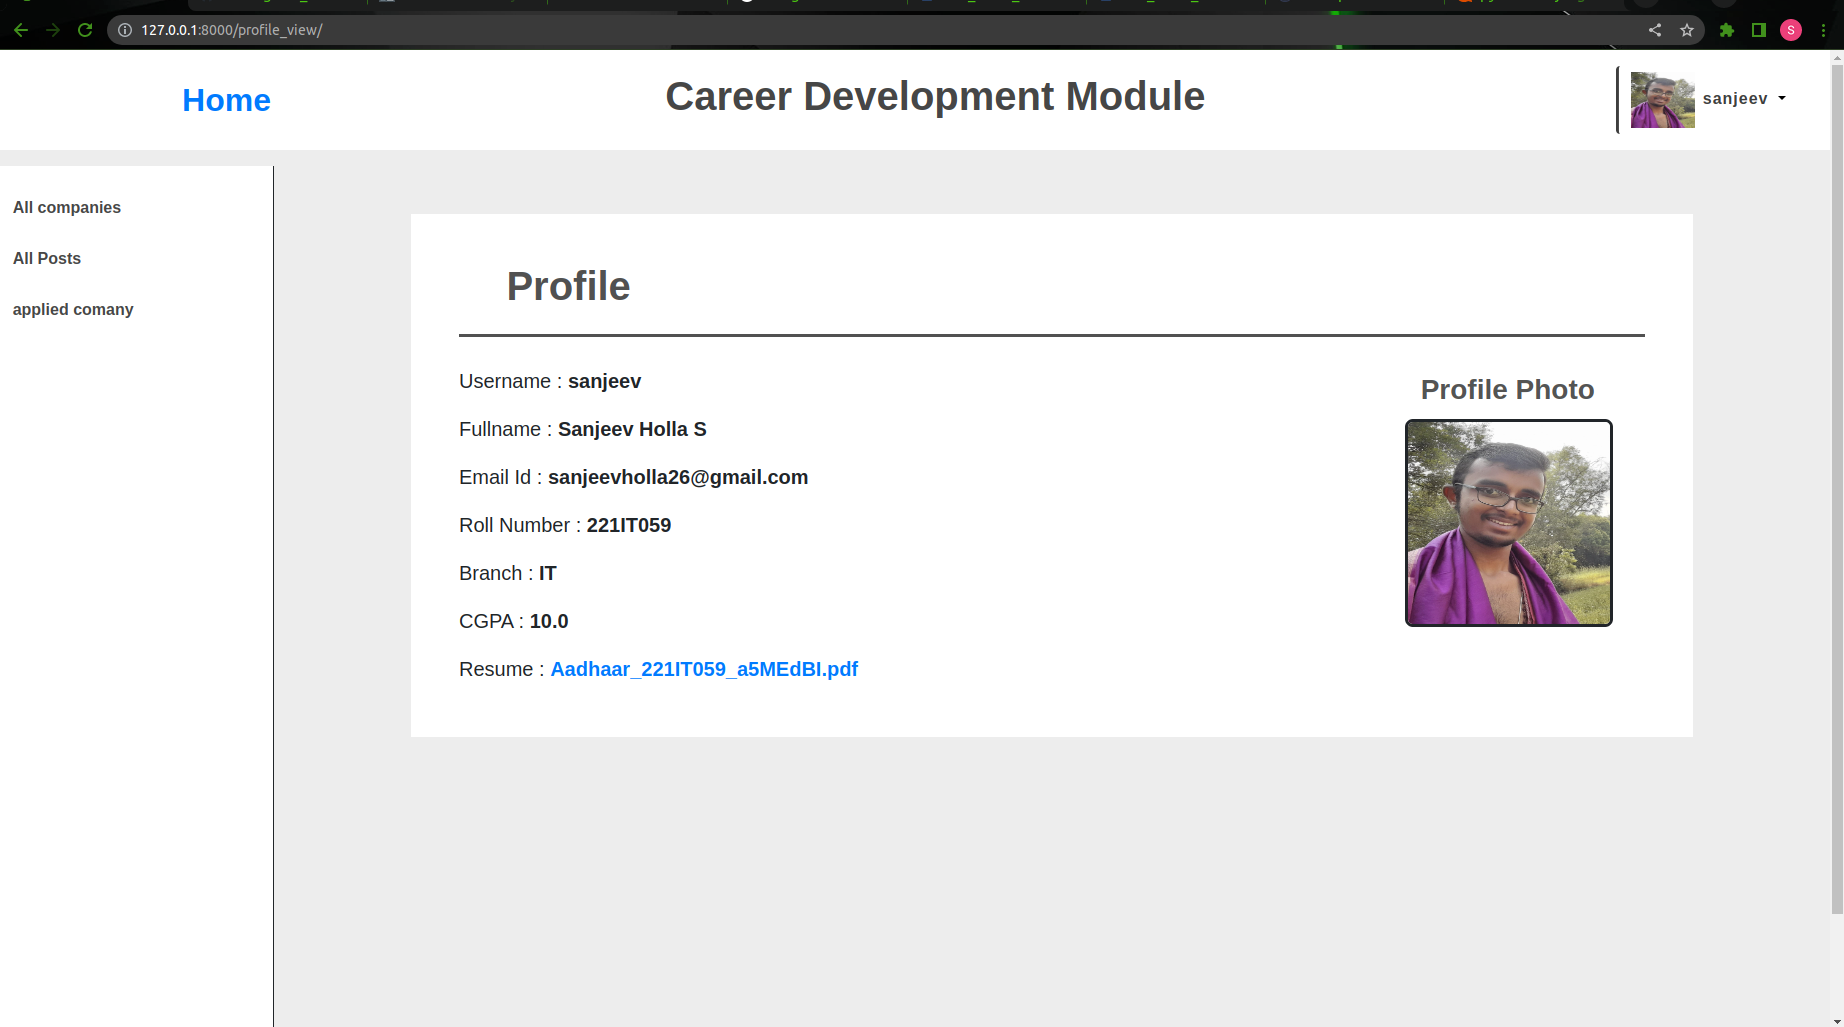 127.0.0.1:8000/profile_view/
S
Home
Career Development Module
sanjeev
All companies
All Posts
applied comany
Profile
Username : sanjeev
Fullname : Sanjeev Holla S
Email Id : sanjeevholla26@gmail.com
Roll Number : 221IT059
Branch : IT
CGPA : 10.0
Resume : Aadhaar_221IT059_a5MEdBI.pdf
Profile Photo